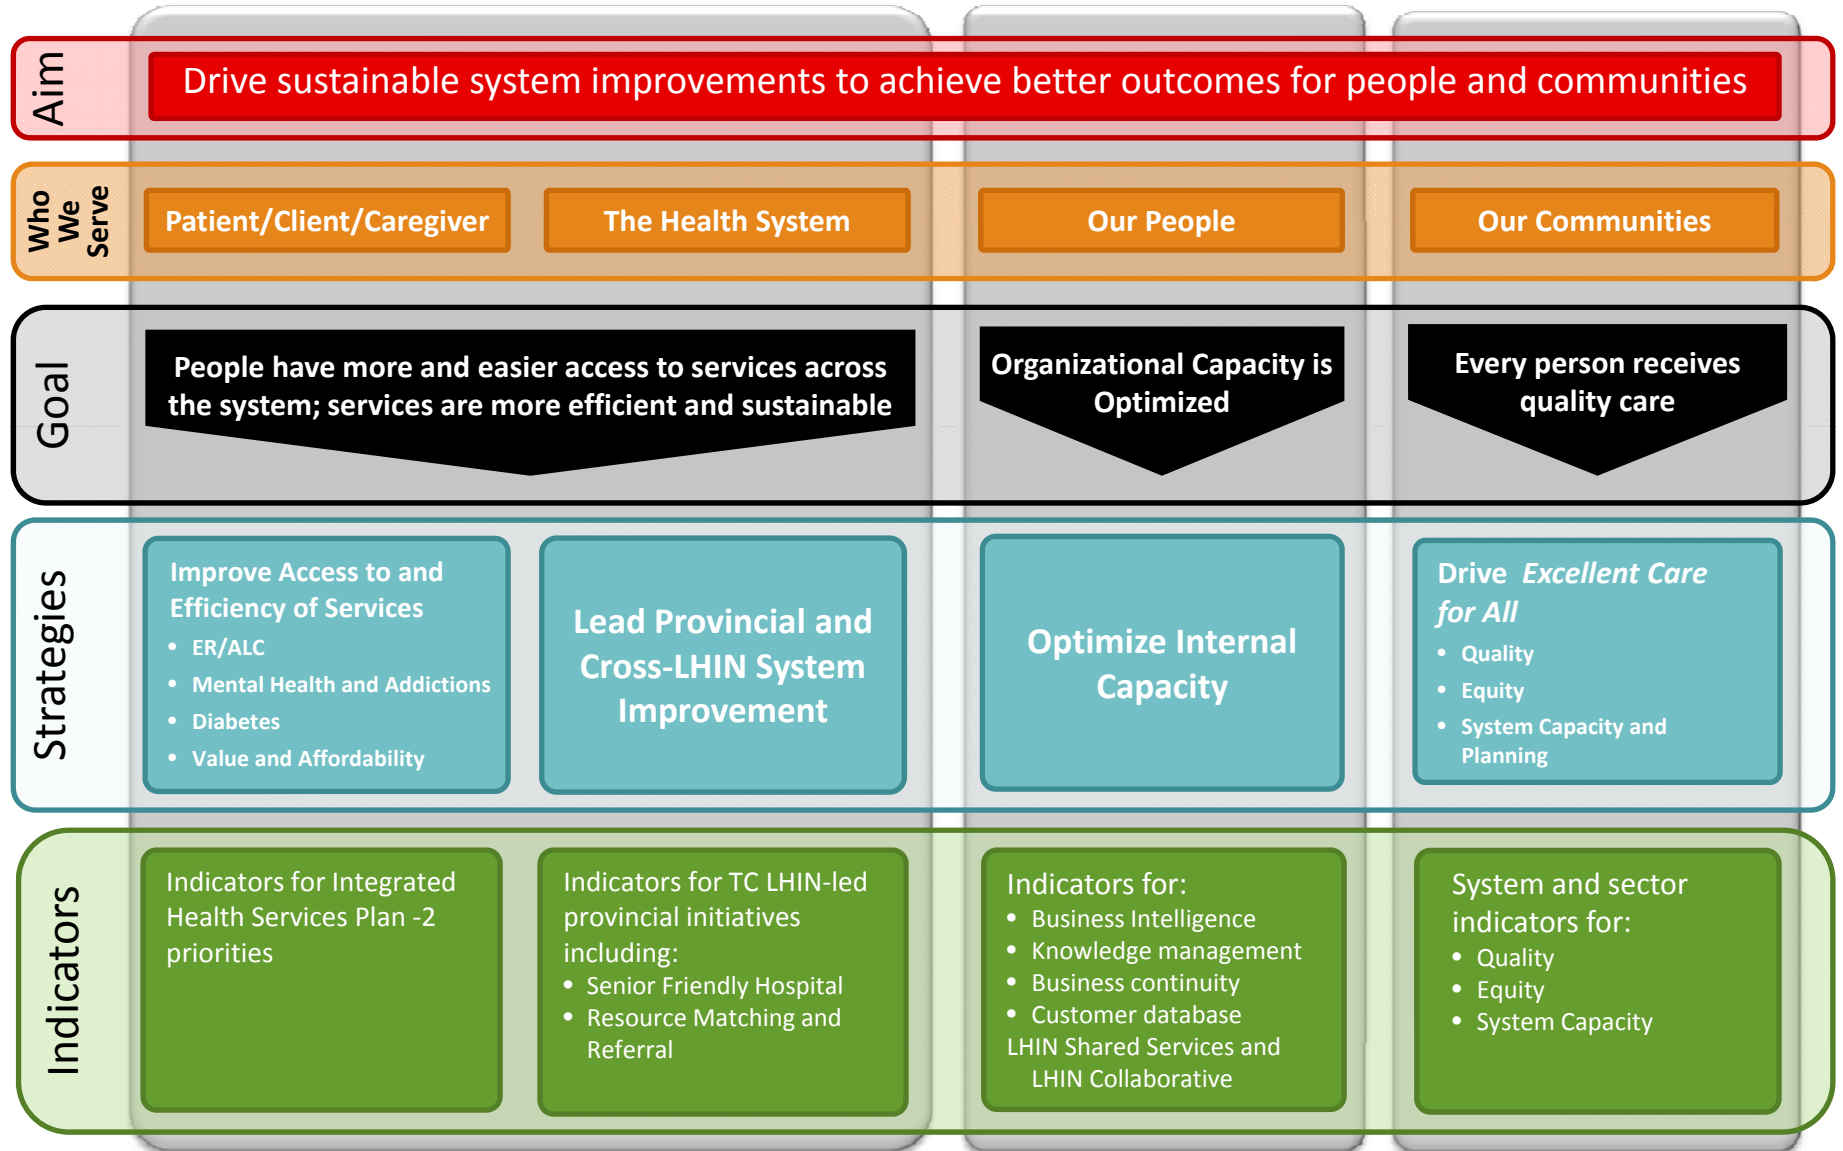 Aim
Drive sustainable system improvements to achieve better outcomes for people and communities
Who
We
Serve
Patient/Client/Caregiver
The Health System
Our People
Our Communities
Goal
People have more and easier access to services across
the system; services are more efficient and sustainable
Organizational Capacity is
Optimized
Every person receives
quality care
Strategies
Improve Access to and
Efficiency of Services
• ER/ALC
• Mental Health and Addictions
• Diabetes
• Value and Affordability
Lead Provincial and
Cross-LHIN System
Improvement
Optimize Internal
Capacity
Drive Excellent Care
for All
• Quality
• Equity
• System Capacity and
Planning
Indicators
Indicators for Integrated
Health Services Plan -2
priorities
Indicators for TC LHIN-led
provincial initiatives
including:
• Senior Friendly Hospital
• Resource Matching and
Referral
Indicators for:
• Business Intelligence
• Knowledge management
• Business continuity
• Customer database
LHIN Shared Services and
LHIN Collaborative
System and sector
indicators for:
• Quality
• Equity
• System Capacity